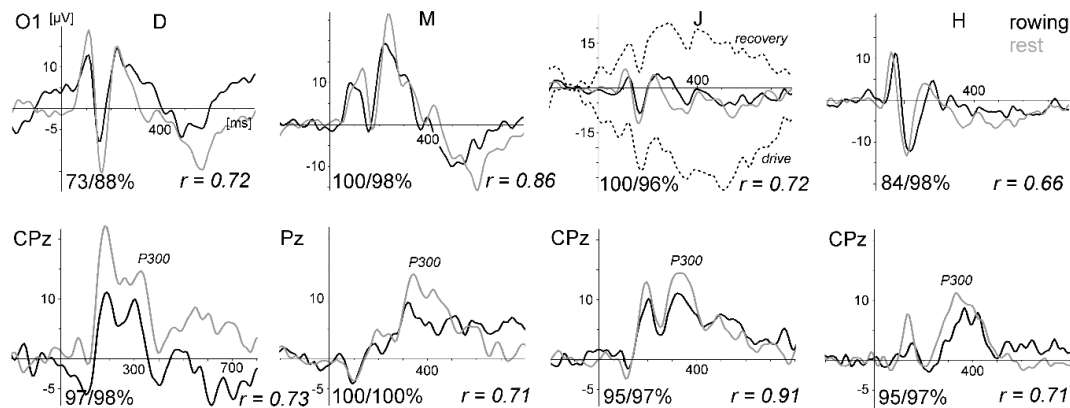 O1 [µV] D M J H rowing
rest
recovery
10 10 15 10
400 400 400 400
[ms]
-5 -10 -15 -10
drive
73/88% r = 0.72 100/98% r = 0.86 100/96% r = 0.72 84/98% r = 0.66
CPz Pz CPz CPz
P300 P300 P300 P300
10 10 10 10
300 700 400 400 400
-5 -5 -5 -5
97/98% r = 0.73 100/100% r = 0.71 95/97% r = 0.91 95/97% r = 0.71